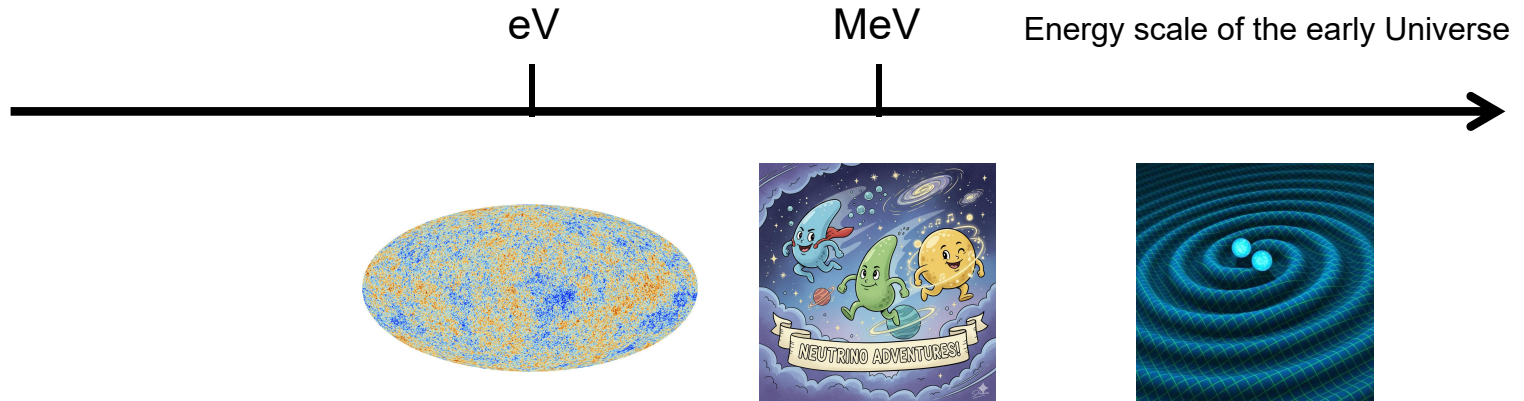 eV
MeV
Energy scale of the early Universe
NEUTRINO ADVENTURES!